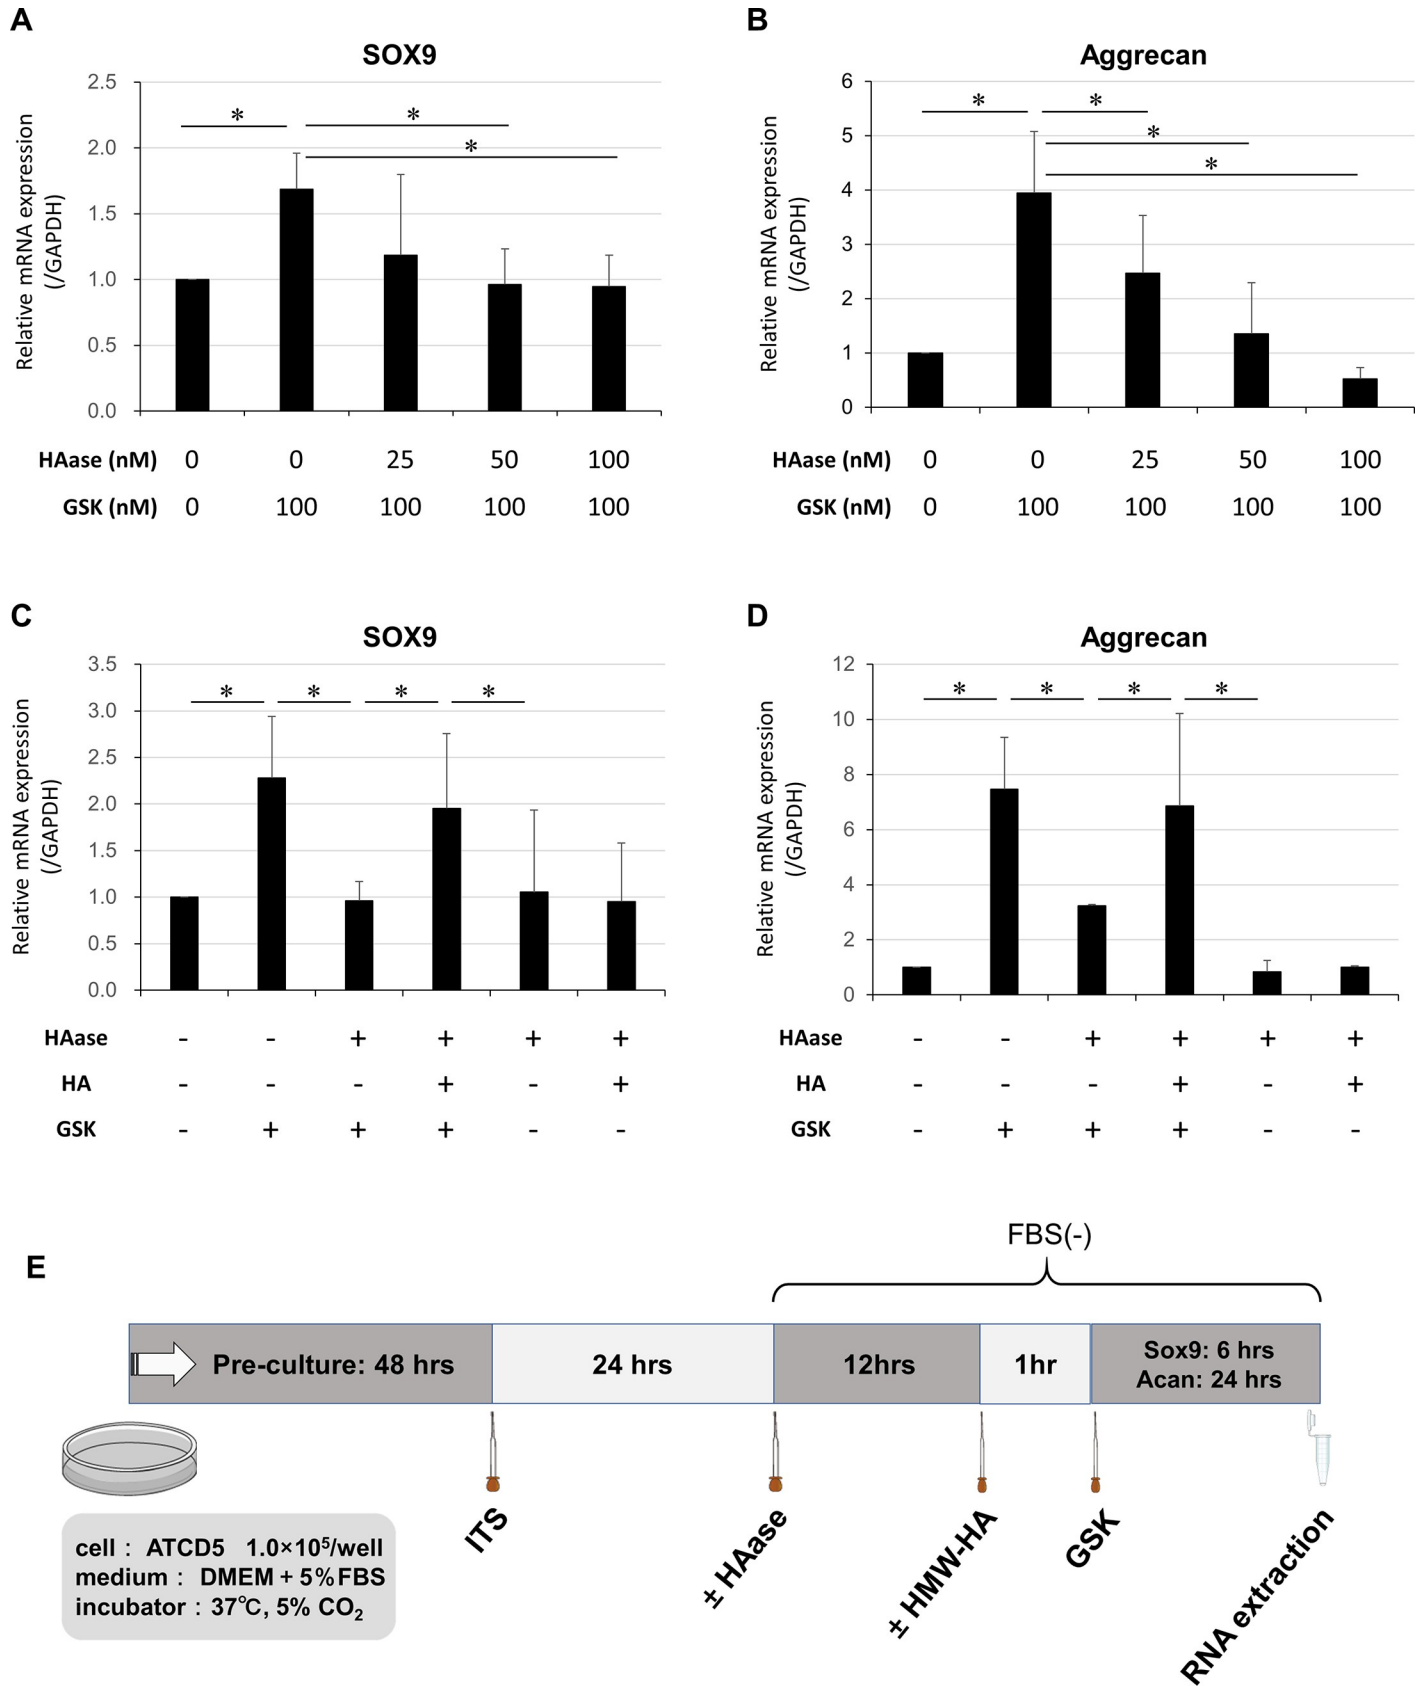 A
SOX9
Relative mRNA expression
(/GAPDH)
2.5
2.0
1.5
1.0
0.5
0.0
*
*
*
HAase (nM) 0 0 25 50 100
GSK (nM) 0 100 100 100 100
B
Aggrecan
Relative mRNA expression
(/GAPDH)
6
5
4
3
2
1
0
* *
*
*
HAase (nM) 0 0 25 50 100
GSK (nM) 0 100 100 100 100
C
SOX9
Relative mRNA expression
(/GAPDH)
3.5
3.0
2.5
2.0
1.5
1.0
0.5
0.0
* * * *
HAase - - + + + +
HA - - - + - +
GSK - + + + - -
D
Aggrecan
Relative mRNA expression
(/GAPDH)
12
10
8
6
4
2
0
* * * *
HAase - - + + + +
HA - - - + - +
GSK - + + + - -
E
FBS(-)
Pre-culture: 48 hrs
24 hrs
12hrs
1hr
Sox9: 6 hrs
Acan: 24 hrs
ITS
± HAase
± HMW-HA
GSK
RNA extraction
cell : ATCD5 1.0×10⁵/well
medium : DMEM + 5%FBS
incubator : 37℃, 5% CO₂